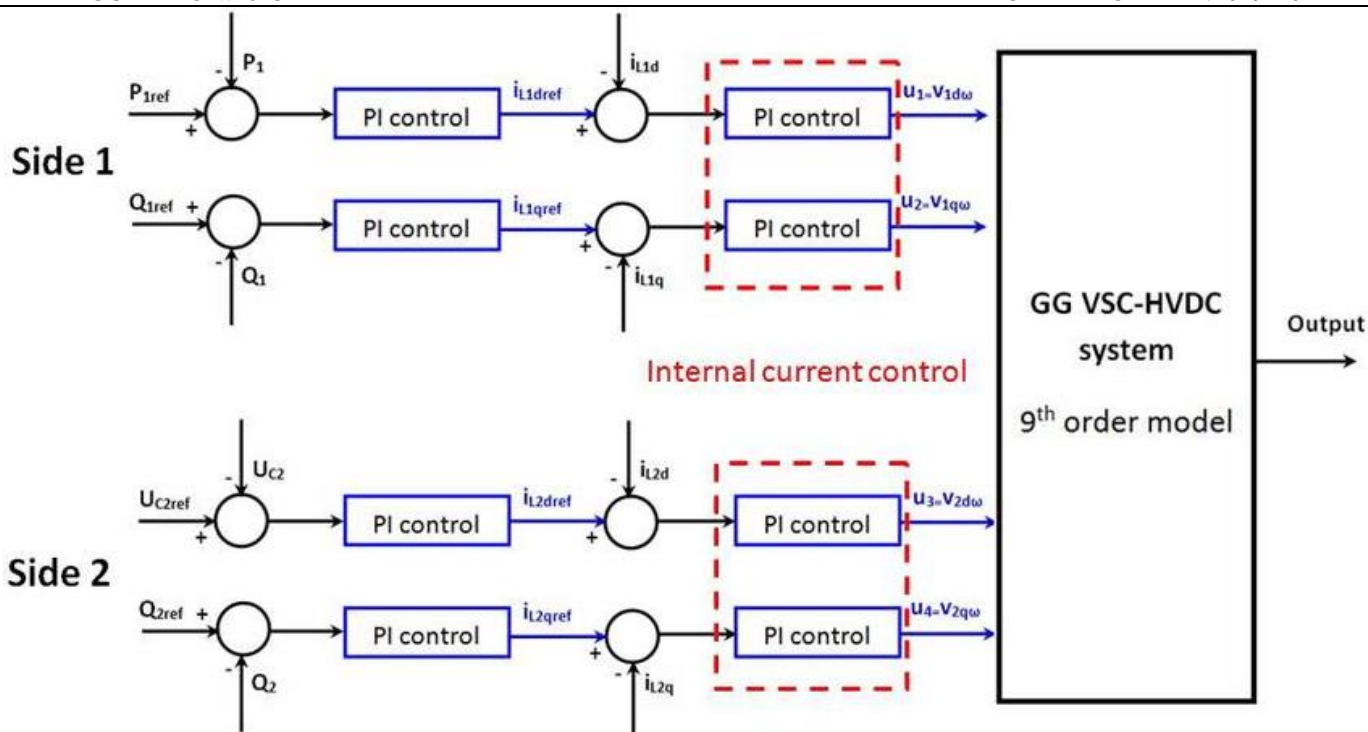 P₁
-
P1ref
+
PI control
iL1dref
iL1d
-
+
PI control
u1=v1dω
Side 1
Q1ref +
-
Q₁
PI control
iL1qref
+
-
iL1q
PI control
u2=v1qω
GG VSC-HVDC
system
9th order model
Output
Internal current control
UC2
-
UC2ref
+
PI control
iL2dref
iL2d
-
+
PI control
u3=v2dω
Side 2
Q2ref +
-
Q₂
PI control
iL2qref
+
-
iL2q
PI control
u4=v2qω